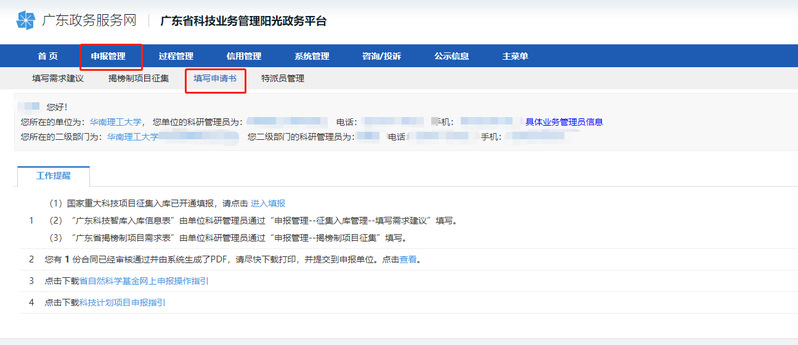 广东政务服务网 广东省科技业务管理阳光政务平台
首 页 申报管理 过程管理 信用管理 系统管理 咨询/投诉 公示信息 主菜单
填写需求建议 揭榜制项目征集 填写申请书 特派员管理
您好！
您所在的单位为：华南理工大学， 您单位的科研管理员为： 电话： 手机： 具体业务管理员信息
您所在的二级部门为：华南理工大学 您二级部门的科研管理员为： 电话： 手机：
工作提醒
（1）国家重大科技项目征集入库已开通填报，请点击 进入填报
1 （2）“广东科技智库入库信息表”由单位科研管理员通过“申报管理--征集入库管理--填写需求建议”填写。
（3）“广东省揭榜制项目需求表”由单位科研管理员通过“申报管理--揭榜制项目征集”填写。
2 您有 1 份合同已经审核通过并由系统生成了PDF，请尽快下载打印，并提交到申报单位。点击查看。
3 点击下载省自然科学基金网上申报操作指引
4 点击下载科技计划项目申报指引